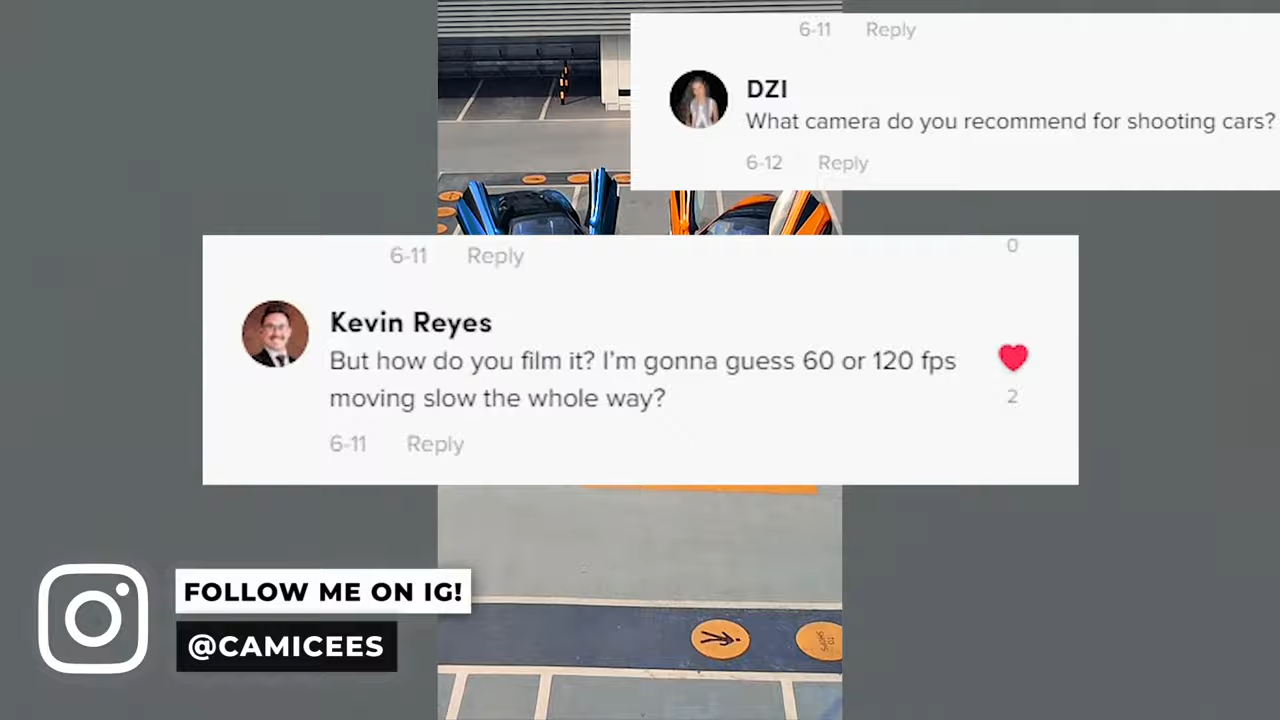 6-11 Reply
DZI
What camera do you recommend for shooting cars?
6-12 Reply
0
6-11 Reply
Kevin Reyes
But how do you film it? I'm gonna guess 60 or 120 fps
moving slow the whole way?
2
6-11 Reply
FOLLOW ME ON IG!
@CAMICEES